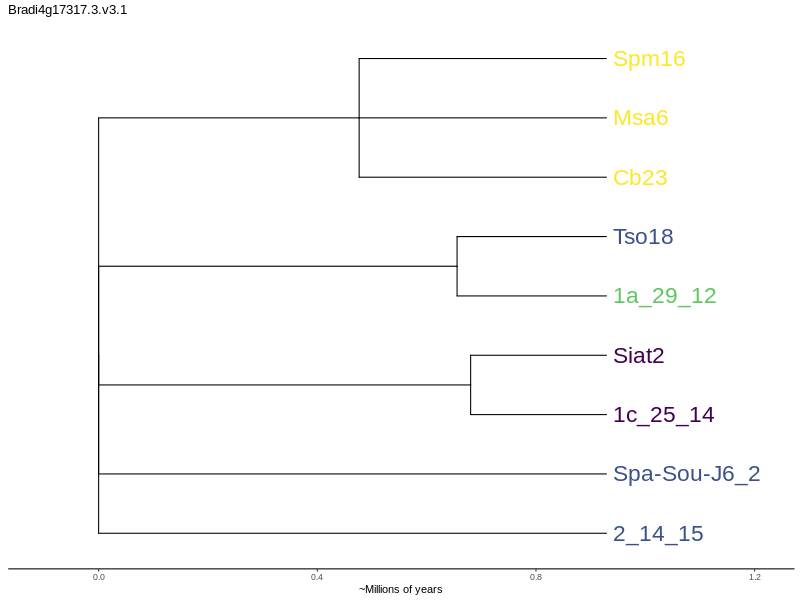 Bradi4g17317.3.v3.1
Spm16
Msa6
Cb23
Tso18
1a_29_12
Siat2
1c_25_14
Spa-Sou-J6_2
2_14_15
0.0 0.4 0.8 1.2
~Millions of years